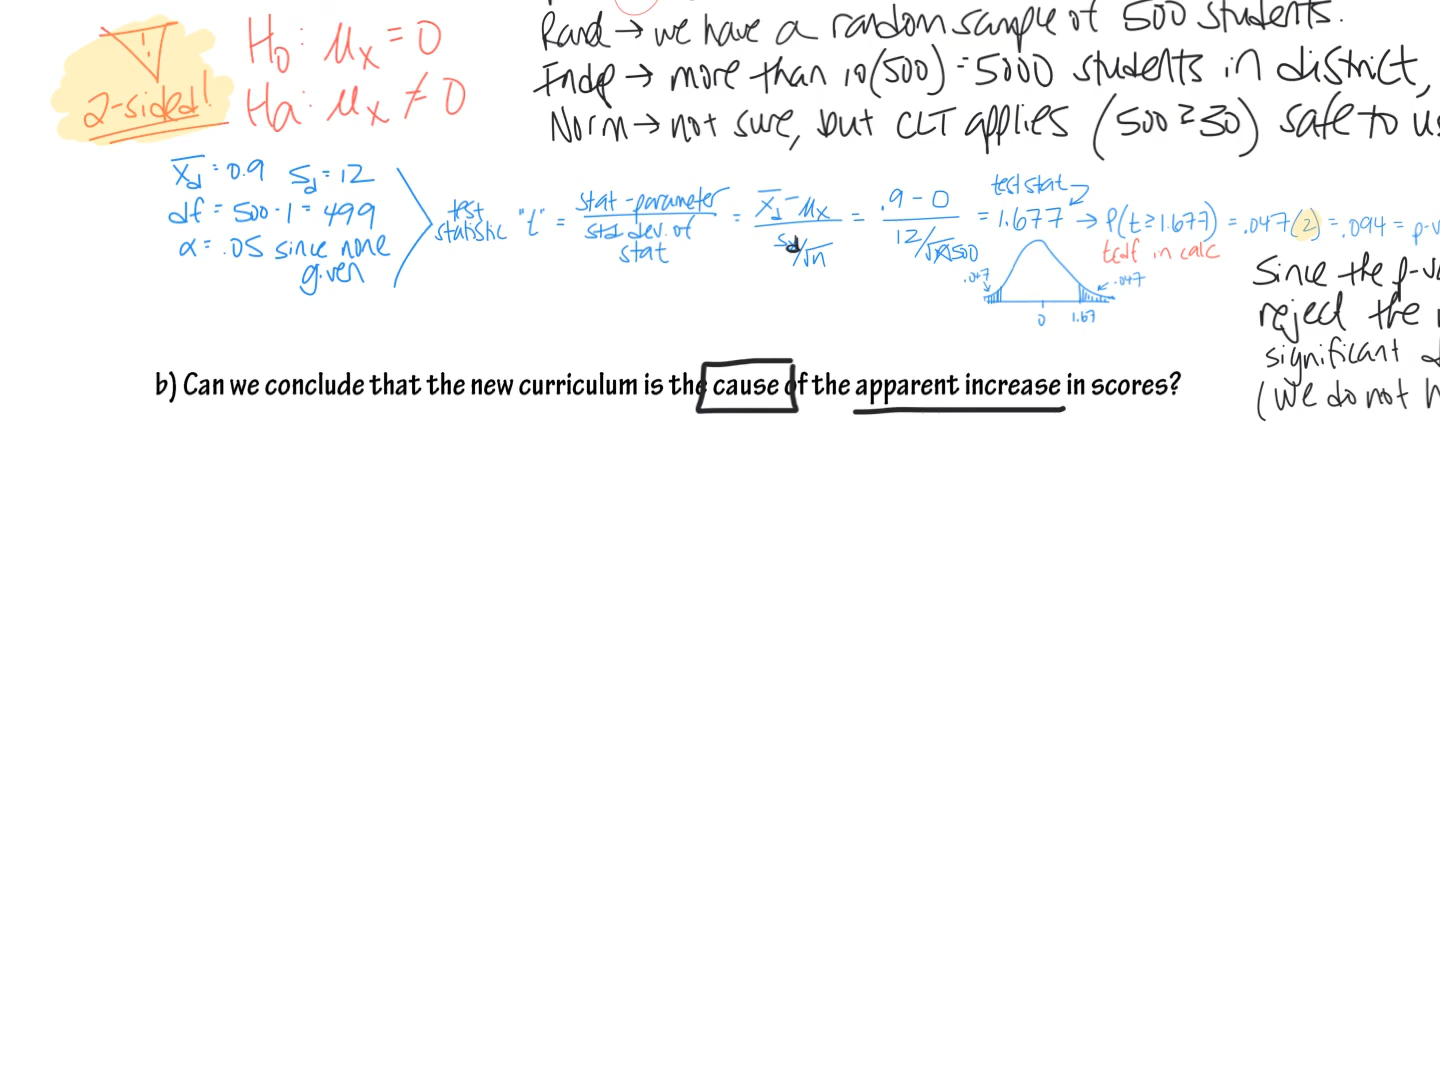 Rand → we have a random sample of 500 students.
H₀: μₓ = 0
Indp → more than 10(500) = 5000 students in district,
2-sided!
Ha: μₓ ≠ 0
Norm → not sure, but CLT applies (500 ≥ 30) safe to
x̄d = 0.9 Sd = 12
df = 500-1 = 499
α = .05 since none
given
test
statistic "t" = stat - parameter / std dev. of stat = x̄d - μₓ / sd/√n = .9 - 0 / 12/√500 = 1.677 → P(t ≥ 1.677) = .047(2) = .094 =
test stat
tcdf in calc
.047 .047
0 1.67
Since the
reject the
significant
(We do not
b) Can we conclude that the new curriculum is the cause of the apparent increase in scores?